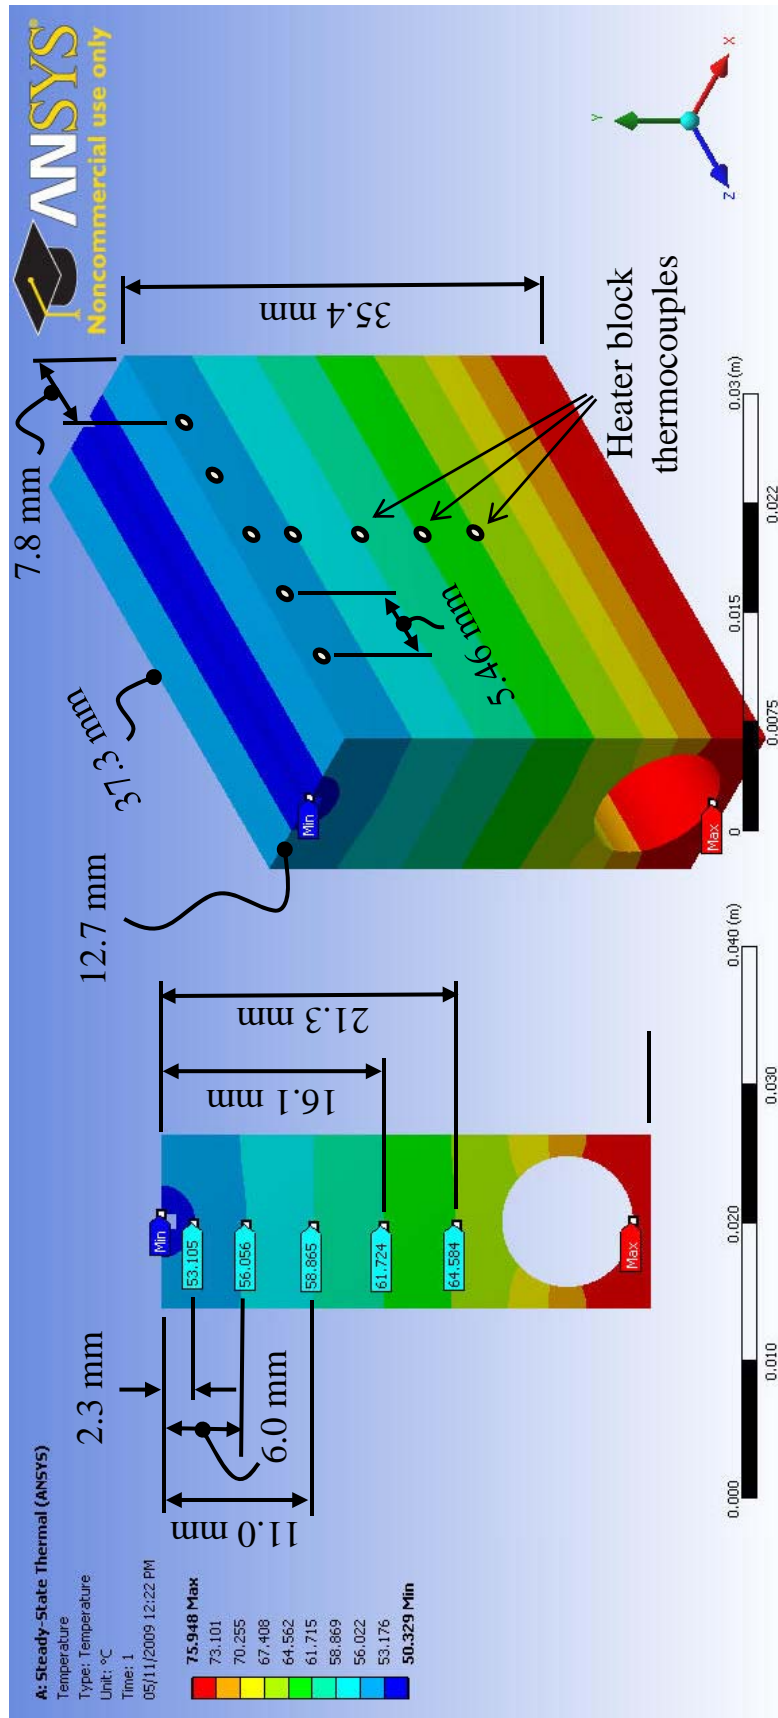 A: Steady-State Thermal (ANSYS)
Temperature
Type: Temperature
Unit: °C
Time: 1
05/11/2009 12:22 PM
75.948 Max
73.101
70.255
67.408
64.562
61.715
58.869
56.022
53.176
50.329 Min
ANSYS
Noncommercial use only
2.3 mm
6.0 mm
11.0 mm
16.1 mm
21.3 mm
Min
53.105
56.056
58.865
61.724
64.584
Max
12.7 mm
37.3 mm
7.8 mm
35.4 mm
5.46 mm
Min
Max
Heater block
thermocouples
Y
X
Z
0.000
0.010
0.020
0.030
0.040 (m)
0
0.0075
0.015
0.022
0.03 (m)